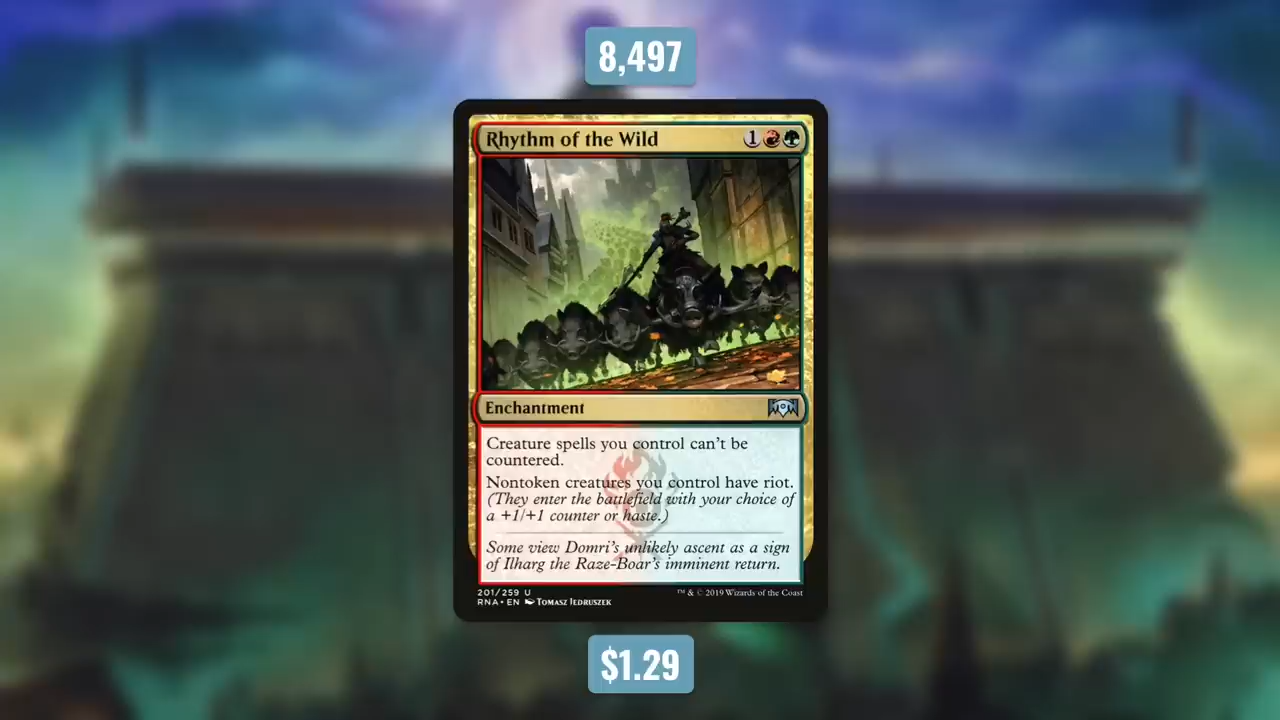 8,497
Rhythm of the Wild 1
Enchantment
Creature spells you control can't be
countered.
Nontoken creatures you control have riot.
(They enter the battlefield with your choice of
a +1/+1 counter or haste.)
Some view Domri's unlikely ascent as a sign
of Ilharg the Raze-Boar's imminent return.
201/259 U
RNA • EN Tomasz Jedruszek
™ & © 2019 Wizards of the Coast
$1.29